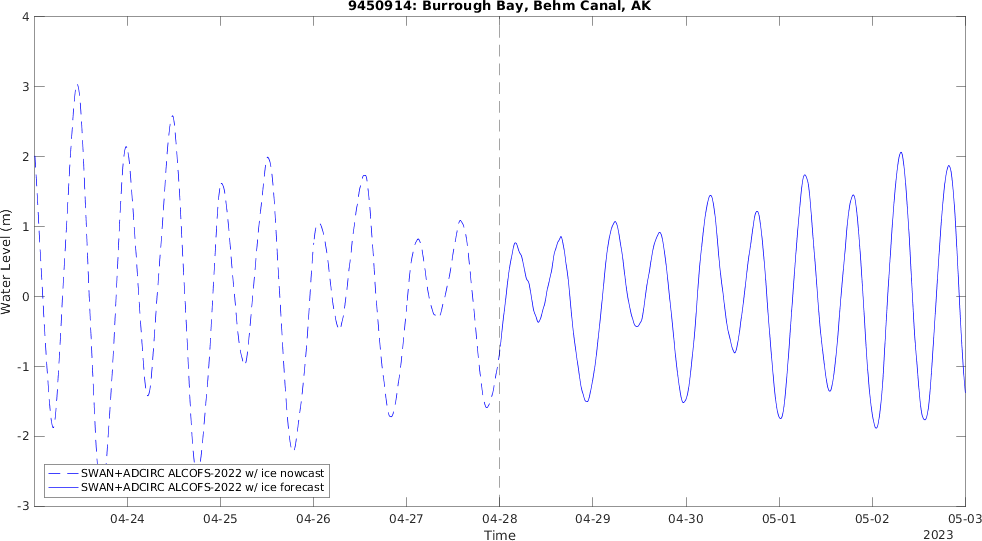 9450914: Burrough Bay, Behm Canal, AK
4
3
2
1
0
-1
-2
-3
Water Level (m)
SWAN+ADCIRC ALCOFS-2022 w/ ice nowcast
SWAN+ADCIRC ALCOFS-2022 w/ ice forecast
04-24 04-25 04-26 04-27 04-28 04-29 04-30 05-01 05-02 05-03
Time
2023